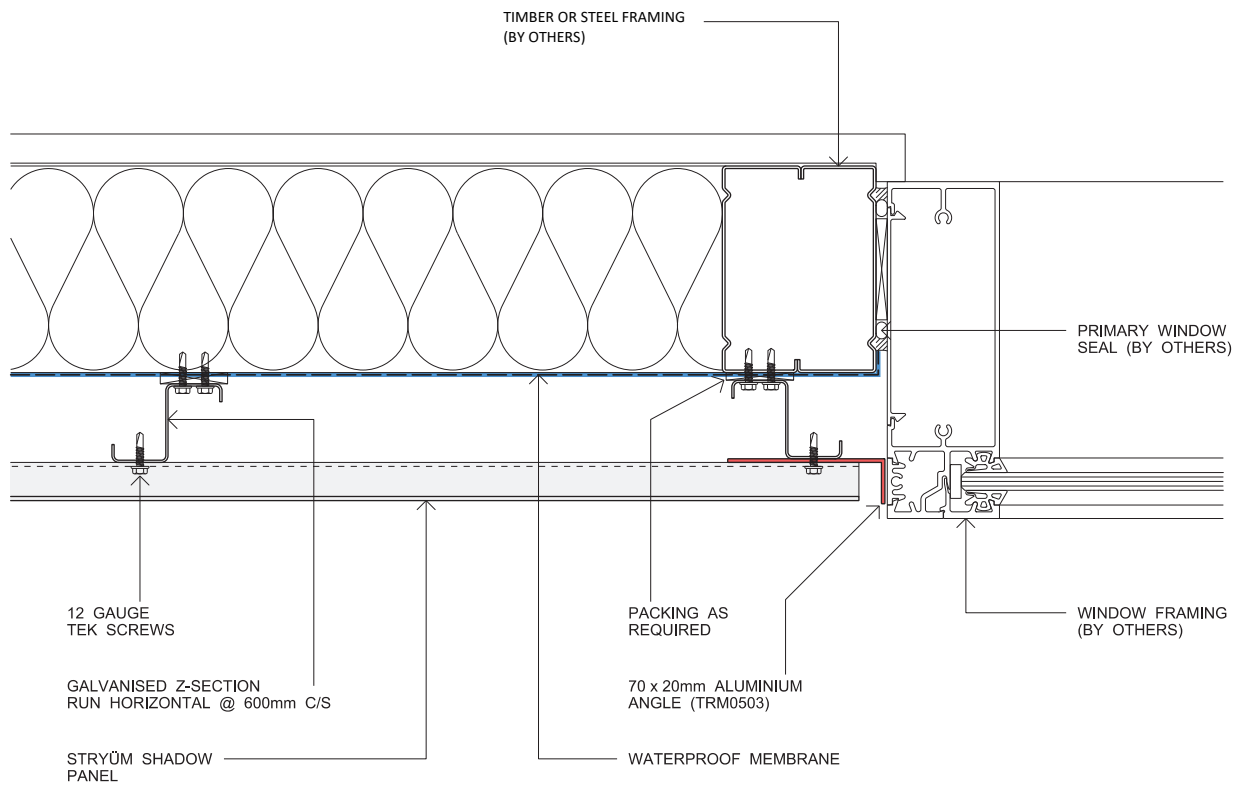 TIMBER OR STEEL FRAMING
(BY OTHERS)
PRIMARY WINDOW
SEAL (BY OTHERS)
12 GAUGE
TEK SCREWS
PACKING AS
REQUIRED
WINDOW FRAMING
(BY OTHERS)
GALVANISED Z-SECTION
RUN HORIZONTAL @ 600mm C/S
70 x 20mm ALUMINIUM
ANGLE (TRM0503)
STRYÜM SHADOW
PANEL
WATERPROOF MEMBRANE